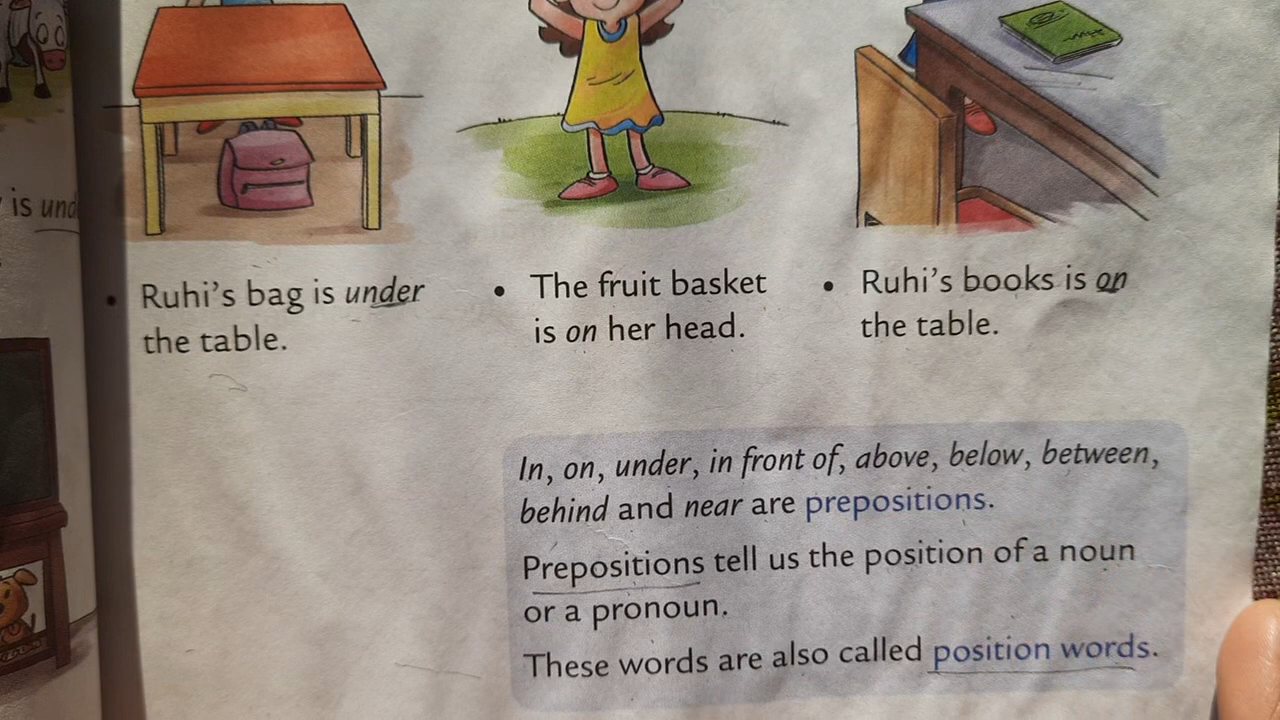 is und
• Ruhi's bag is under
the table.
• The fruit basket
is on her head.
• Ruhi's books is on
the table.
In, on, under, in front of, above, below, between,
behind and near are prepositions.
Prepositions tell us the position of a noun
or a pronoun.
These words are also called position words.